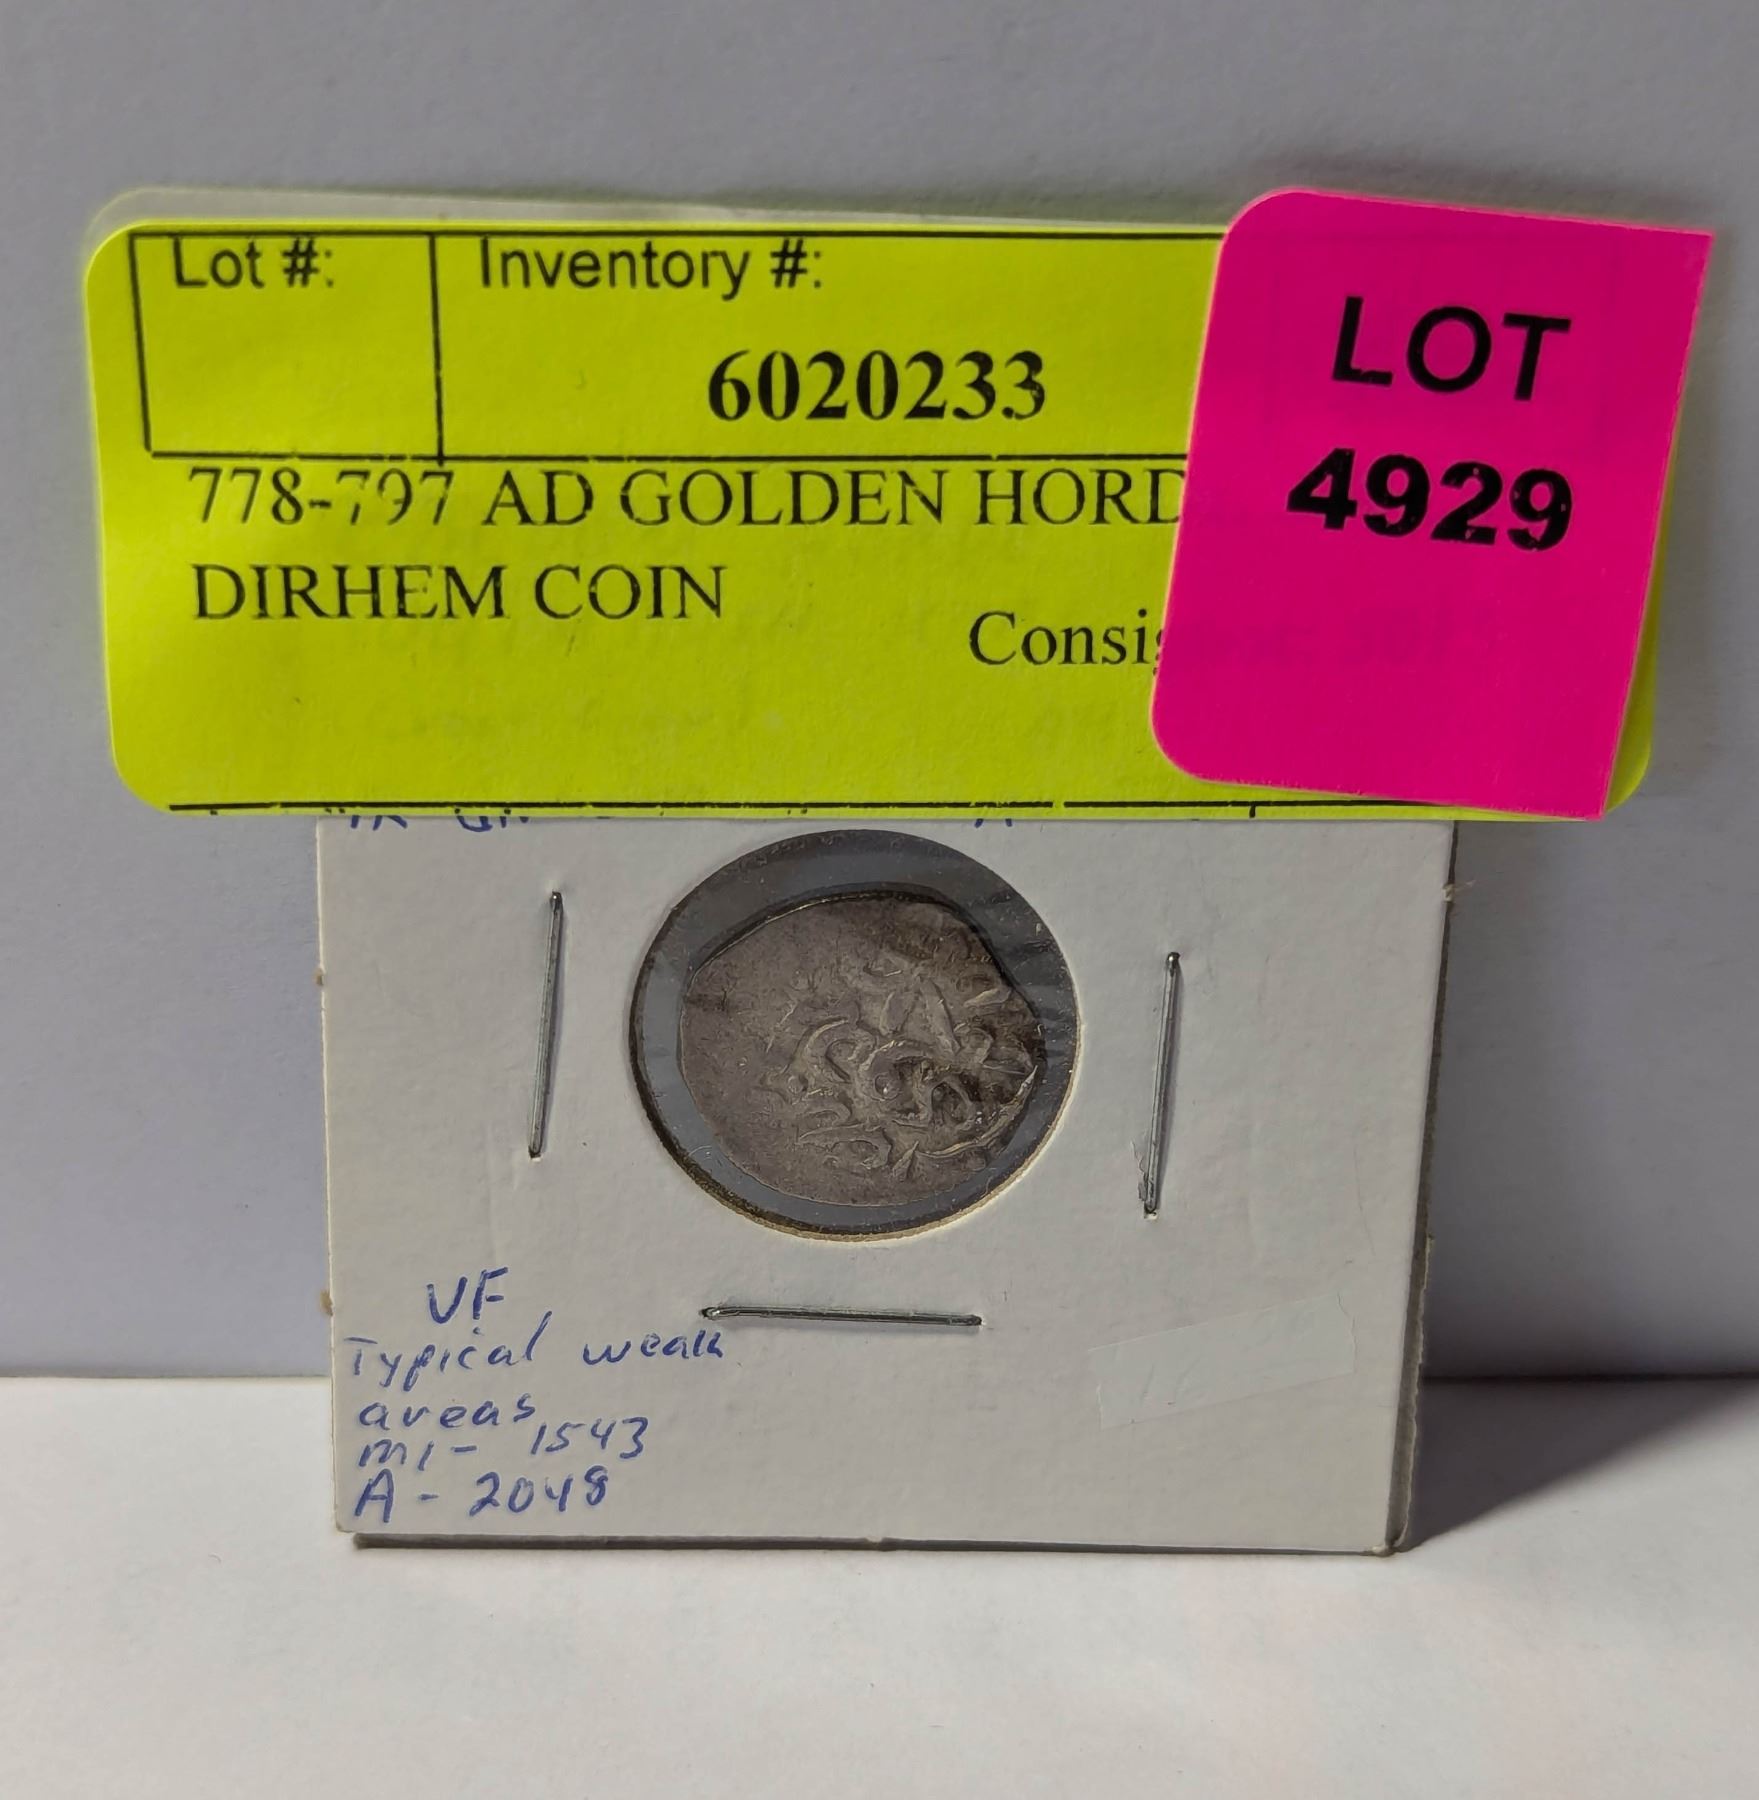 Lot #:
Inventory #:
6020233
LOT
4929
778-797 AD GOLDEN HORD
DIRHEM COIN
Consig
VF
Typical weak
areas
MI- 1543
A- 2048